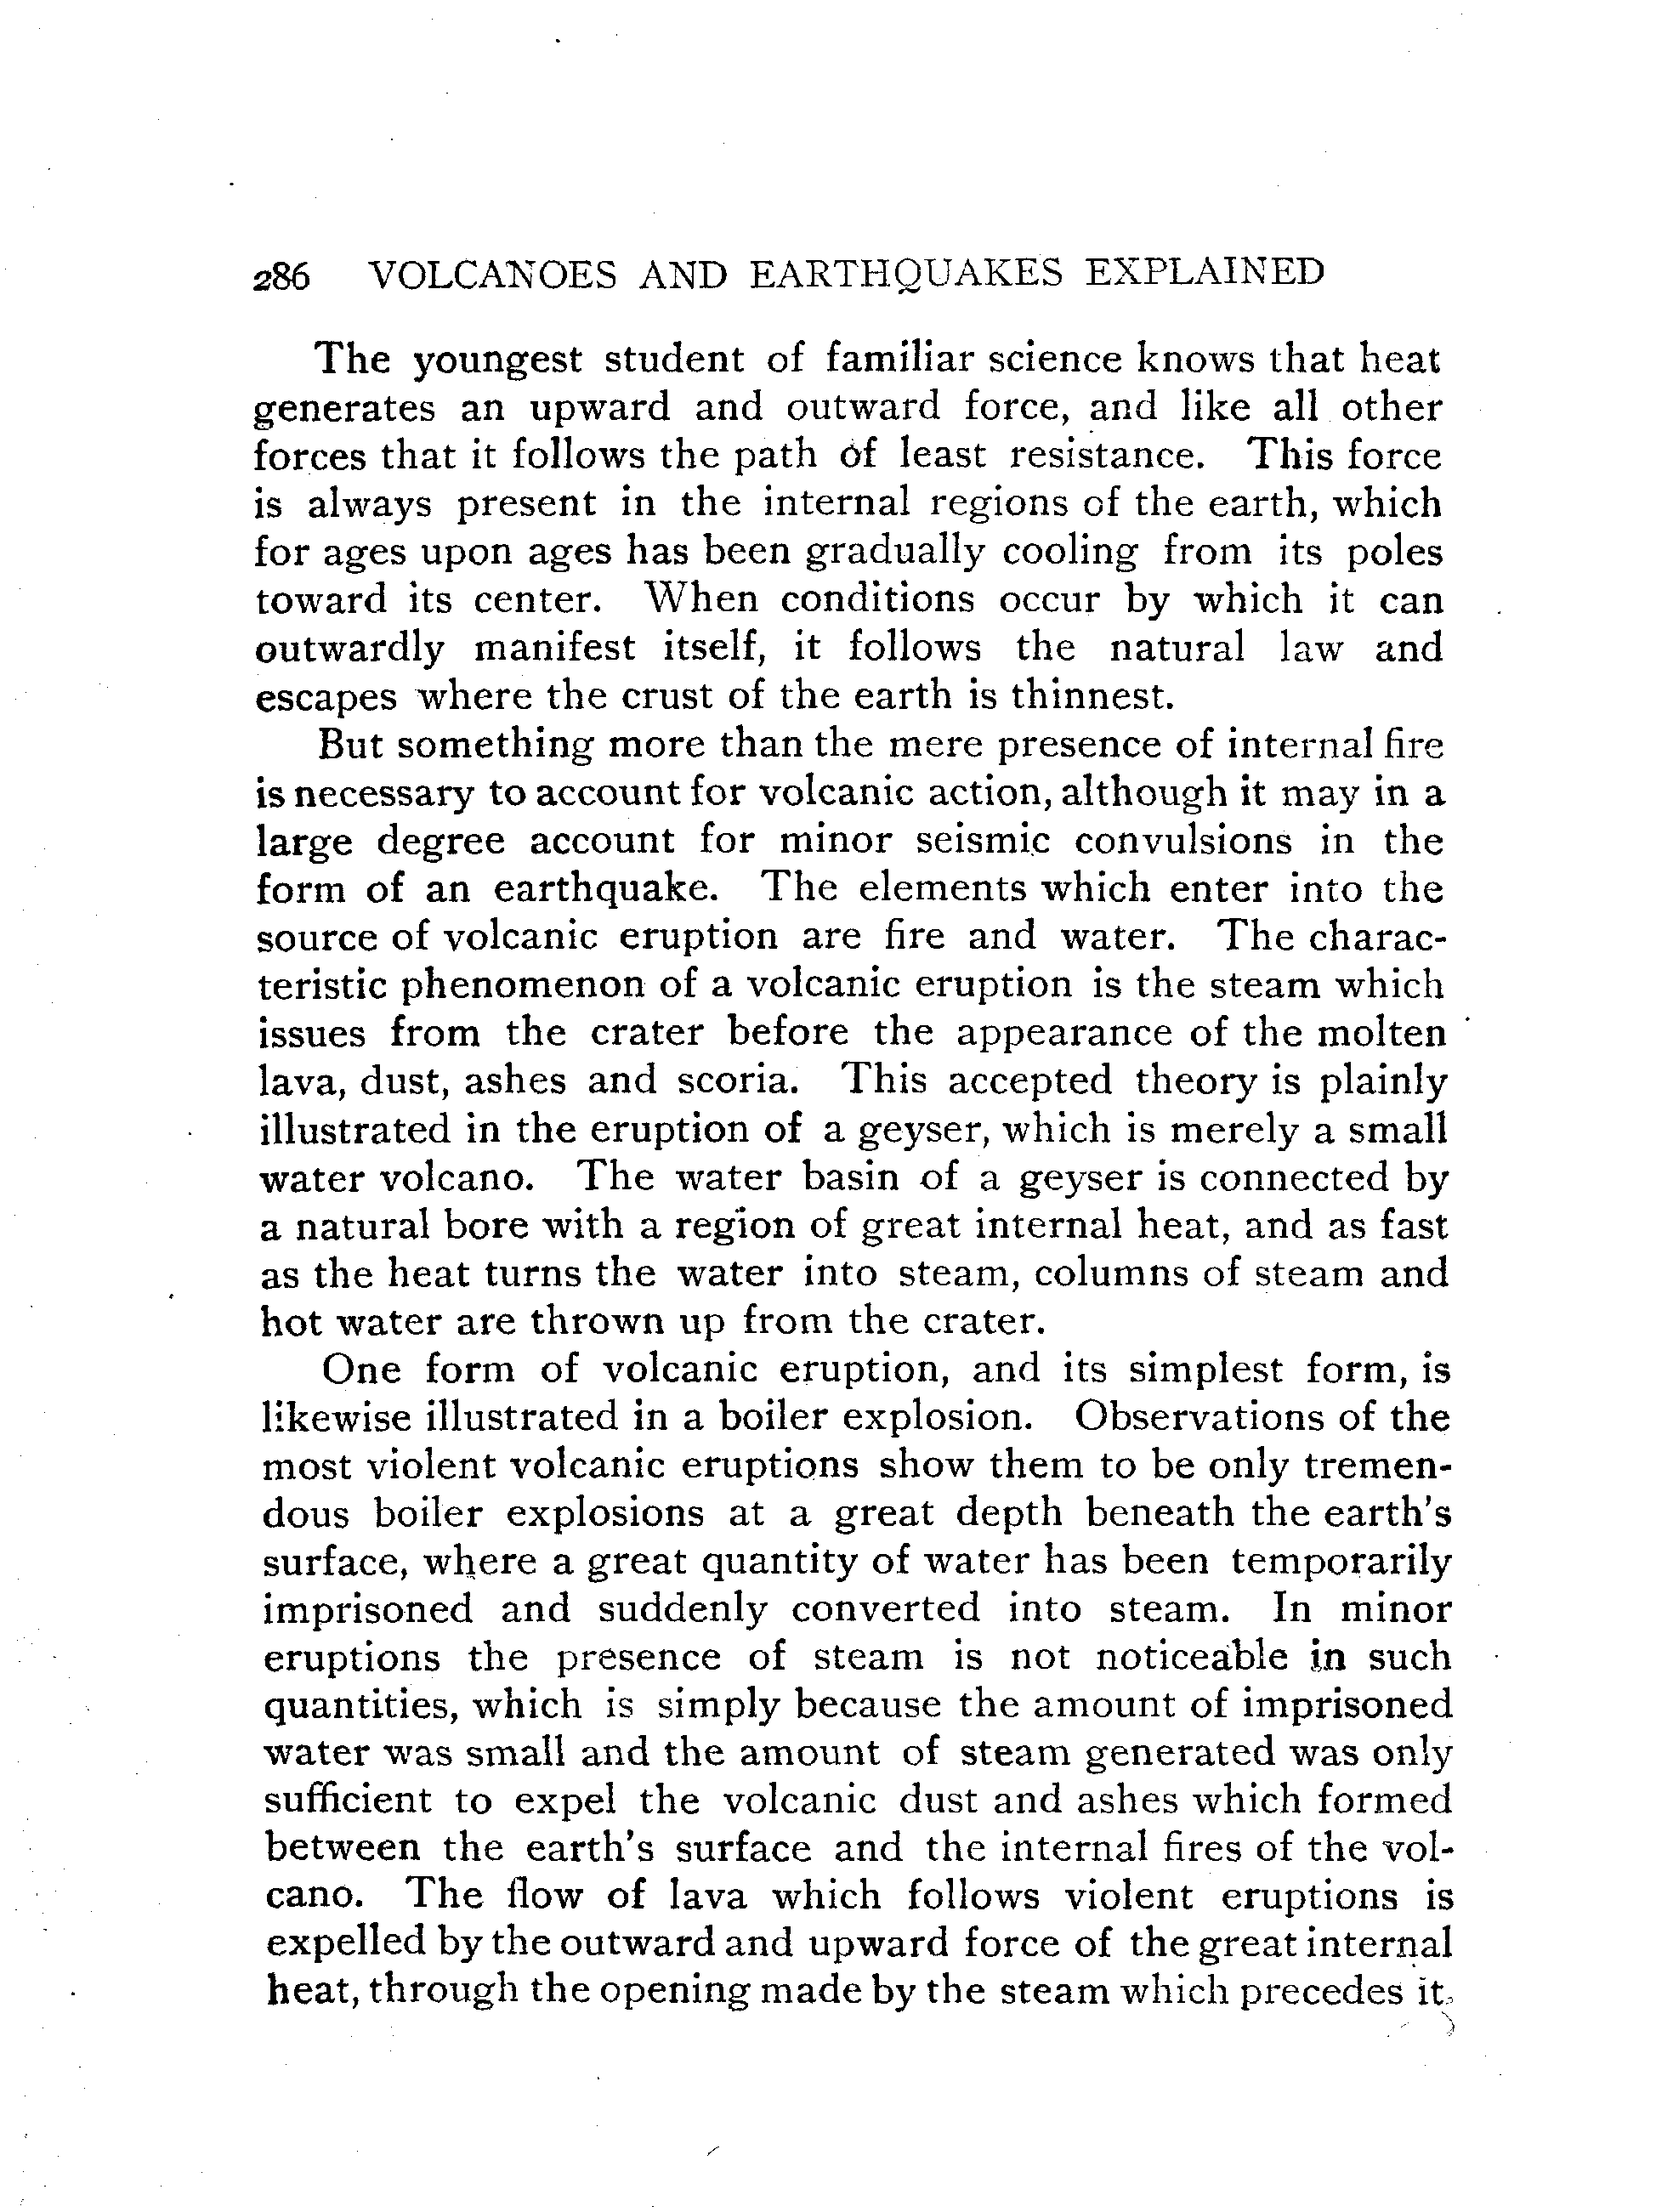 286 VOLCANOES AND EARTHQUAKES EXPLAINED
The youngest student of familiar science knows that heat
generates an upward and outward force, and like all other
forces that it follows the path of least resistance. This force
is always present in the internal regions of the earth, which
for ages upon ages has been gradually cooling from its poles
toward its center. When conditions occur by which it can
outwardly manifest itself, it follows the natural law and
escapes where the crust of the earth is thinnest.
But something more than the mere presence of internal fire
is necessary to account for volcanic action, although it may in a
large degree account for minor seismic convulsions in the
form of an earthquake. The elements which enter into the
source of volcanic eruption are fire and water. The charac-
teristic phenomenon of a volcanic eruption is the steam which
issues from the crater before the appearance of the molten
lava, dust, ashes and scoria. This accepted theory is plainly
illustrated in the eruption of a geyser, which is merely a small
water volcano. The water basin of a geyser is connected by
a natural bore with a region of great internal heat, and as fast
as the heat turns the water into steam, columns of steam and
hot water are thrown up from the crater.
One form of volcanic eruption, and its simplest form, is
likewise illustrated in a boiler explosion. Observations of the
most violent volcanic eruptions show them to be only tremen-
dous boiler explosions at a great depth beneath the earth's
surface, where a great quantity of water has been temporarily
imprisoned and suddenly converted into steam. In minor
eruptions the presence of steam is not noticeable in such
quantities, which is simply because the amount of imprisoned
water was small and the amount of steam generated was only
sufficient to expel the volcanic dust and ashes which formed
between the earth's surface and the internal fires of the vol-
cano. The flow of lava which follows violent eruptions is
expelled by the outward and upward force of the great internal
heat, through the opening made by the steam which precedes it.